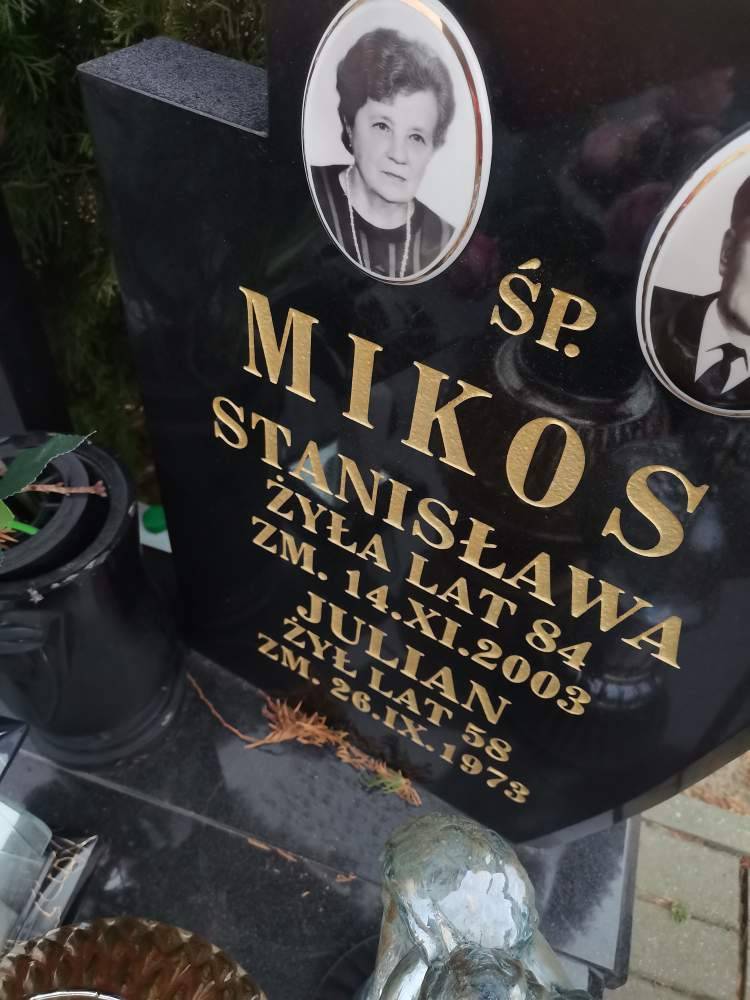 ŚP.
MIKOS
STANISŁAWA
ŻYŁA LAT 84
ZM. 14.XI.2003
JULIAN
ŻYŁ LAT 58
ZM. 26.IX.1973